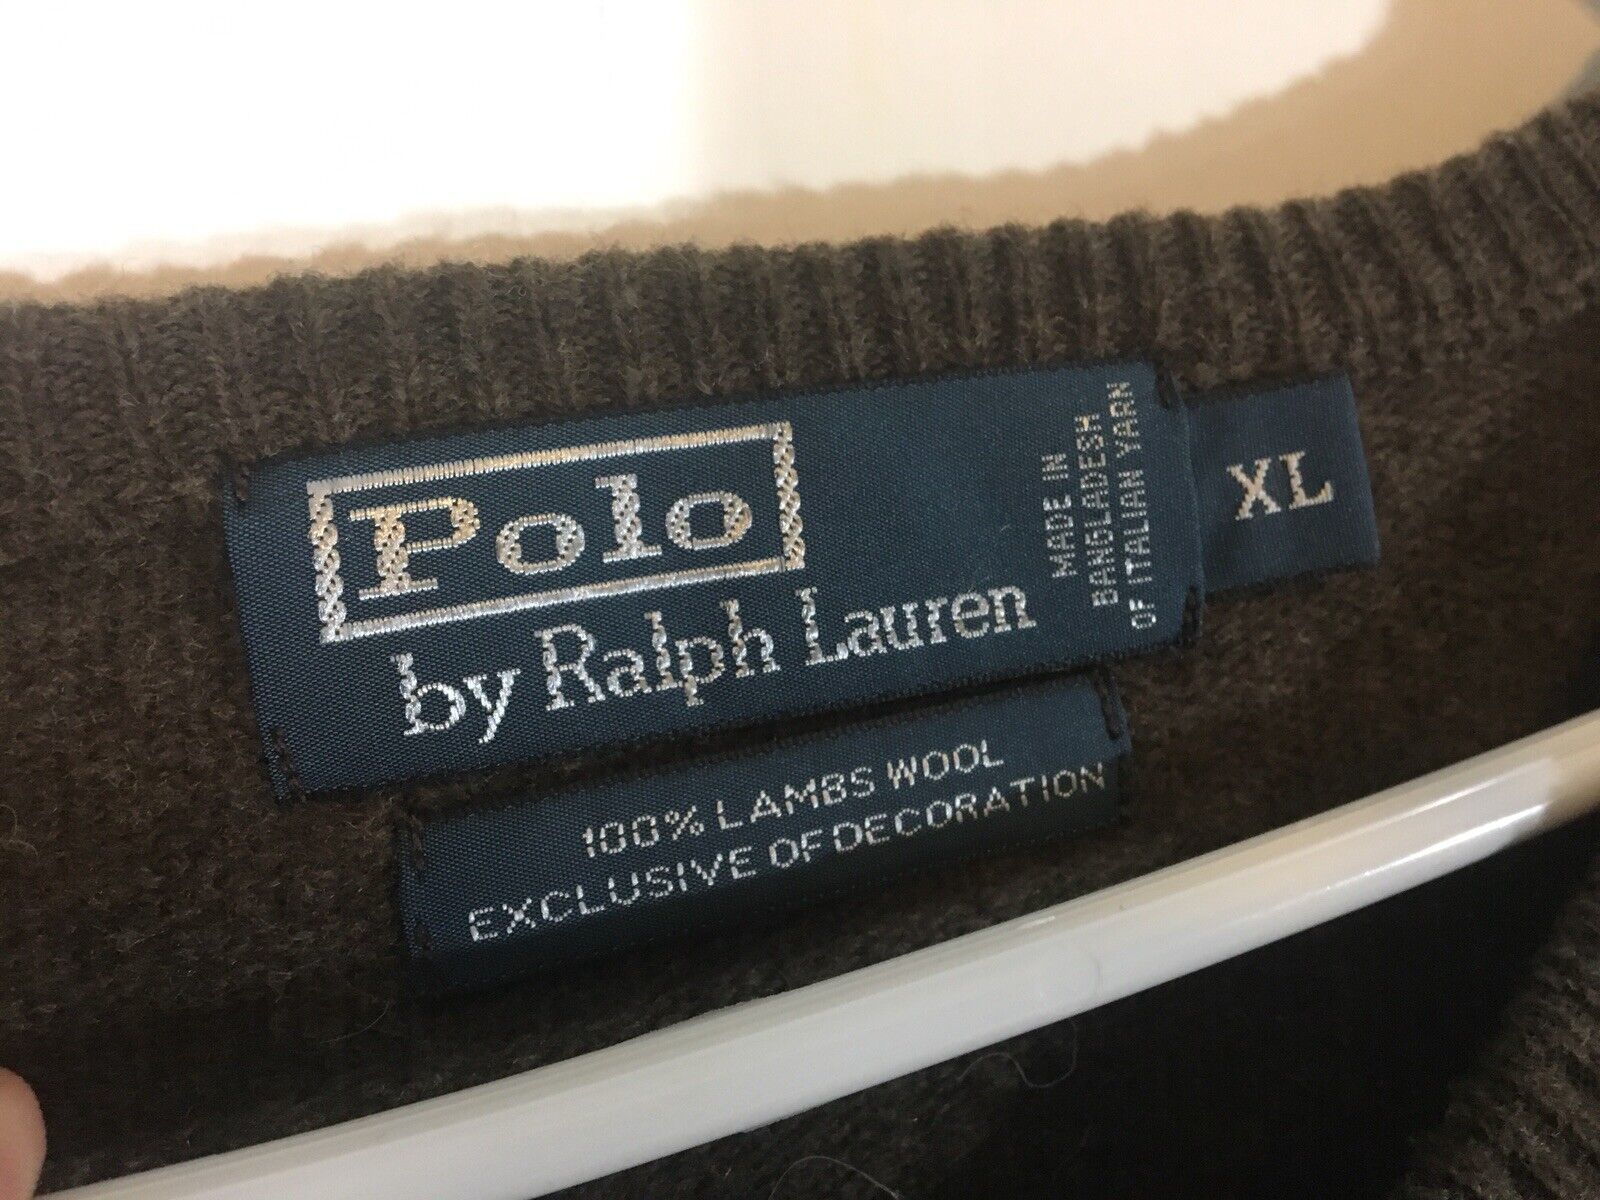 Polo
by Ralph Lauren
MADE IN
BANGLADESH
OF ITALIAN YARN
XL
100% LAMBS WOOL
EXCLUSIVE OF DECORATION